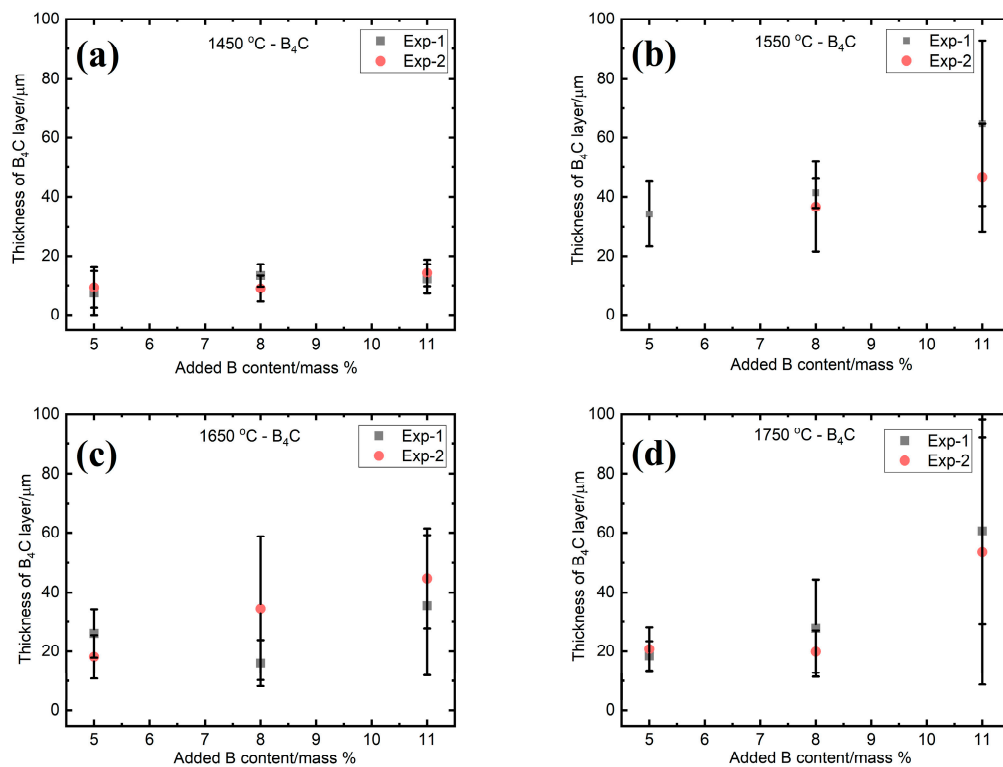 (a)
1450 °C - B₄C
Exp-1
Exp-2
Thickness of B₄C layer/μm
100
80
60
40
20
0
5 6 7 8 9 10 11
Added B content/mass %
(b)
1550 °C - B₄C
Exp-1
Exp-2
Thickness of B₄C layer/μm
100
80
60
40
20
0
5 6 7 8 9 10 11
Added B content/mass %
(c)
1650 °C - B₄C
Exp-1
Exp-2
Thickness of B₄C layer/μm
100
80
60
40
20
0
5 6 7 8 9 10 11
Added B content/mass %
(d)
1750 °C - B₄C
Exp-1
Exp-2
Thickness of B₄C layer/μm
100
80
60
40
20
0
5 6 7 8 9 10 11
Added B content/mass %